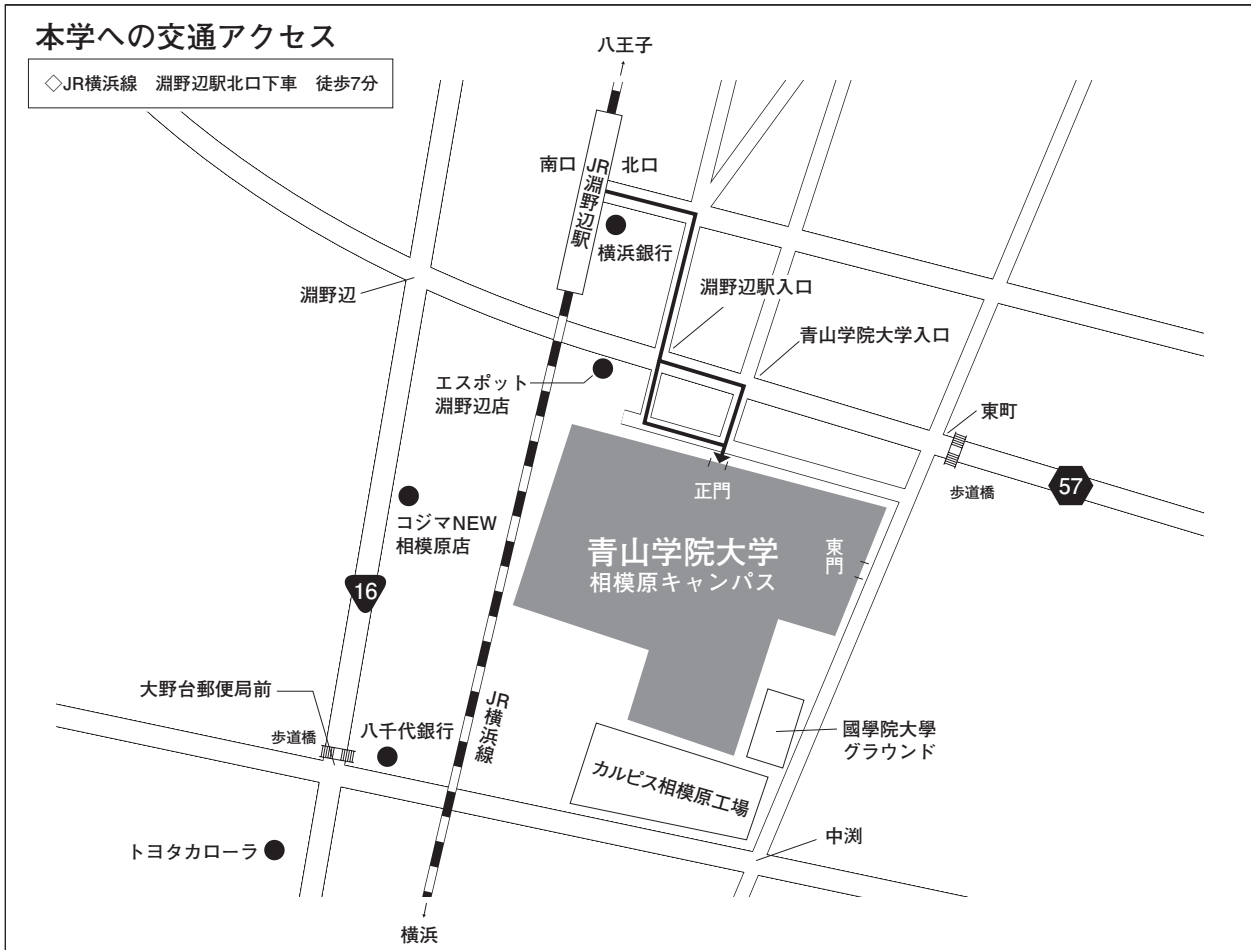 本学への交通アクセス
◇JR横浜線　淵野辺駅北口下車　徒歩7分
八王子
南口
JR淵野辺駅
北口
横浜銀行
淵野辺
淵野辺駅入口
青山学院大学入口
エスポット
淵野辺店
東町
歩道橋
57
正門
コジマNEW
相模原店
青山学院大学
相模原キャンパス
東門
16
大野台郵便局前
歩道橋
八千代銀行
JR横浜線
國學院大學
グラウンド
カルピス相模原工場
中渕
トヨタカローラ
横浜